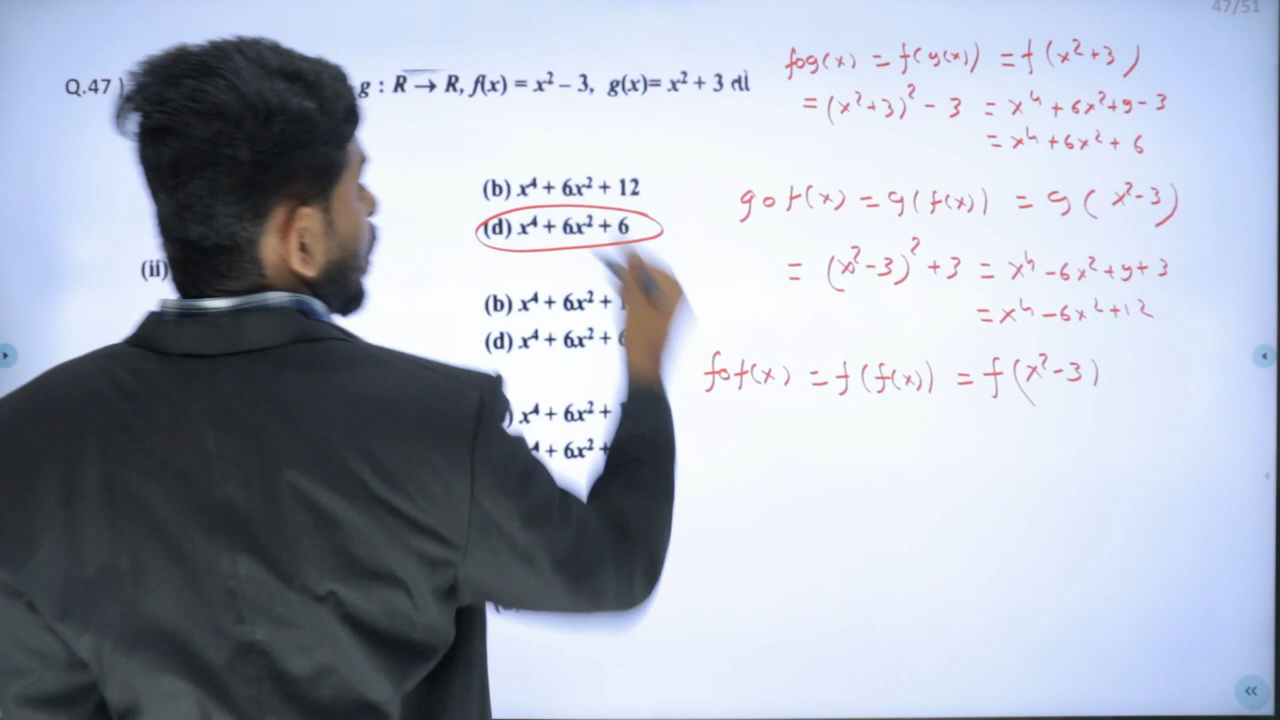 47/51
Q.47) g : R → R, f(x) = x² – 3, g(x)= x² + 3
(b) x⁴ + 6x² + 12
(d) x⁴ + 6x² + 6
(ii)
(b) x⁴ + 6x² +
(d) x⁴ + 6x² +
x⁴ + 6x² +
+ 6x² +
fog(x) = f(g(x)) = f(x²+3)
= (x²+3)² - 3 = x⁴ + 6x²+9-3
= x⁴ +6x² + 6
gof(x) = g(f(x)) = g(x²-3)
= (x²-3)² +3 = x⁴ -6x²+9+3
= x⁴ -6x²+12
fof(x) = f(f(x)) = f(x²-3)